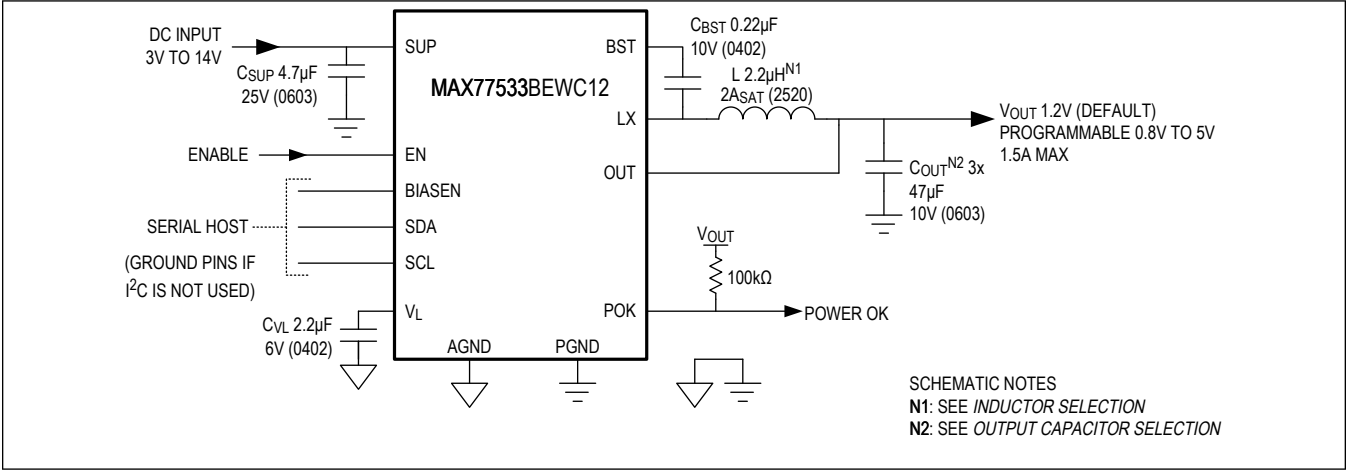 DC INPUT
3V TO 14V
CSUP 4.7µF
25V (0603)
ENABLE
SERIAL HOST
(GROUND PINS IF
I2C IS NOT USED)
CVL 2.2µF
6V (0402)
SUP
EN
BIASEN
SDA
SCL
VL
MAX77533BEWC12
AGND
PGND
BST
LX
OUT
POK
CBST 0.22µF
10V (0402)
L 2.2µHN1
2ASAT (2520)
VOUT 1.2V (DEFAULT)
PROGRAMMABLE 0.8V TO 5V
1.5A MAX
COUTN2 3x
47µF
10V (0603)
VOUT
100kΩ
POWER OK
SCHEMATIC NOTES
N1: SEE INDUCTOR SELECTION
N2: SEE OUTPUT CAPACITOR SELECTION